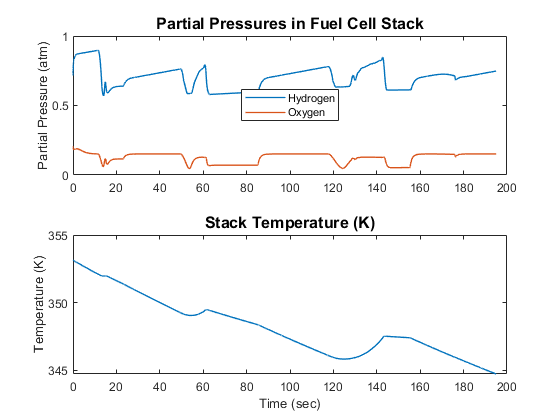 Partial Pressures in Fuel Cell Stack
Partial Pressure (atm)
1
0.5
0
Hydrogen
Oxygen
0 20 40 60 80 100 120 140 160 180 200
Stack Temperature (K)
Temperature (K)
355
350
345
0 20 40 60 80 100 120 140 160 180 200
Time (sec)